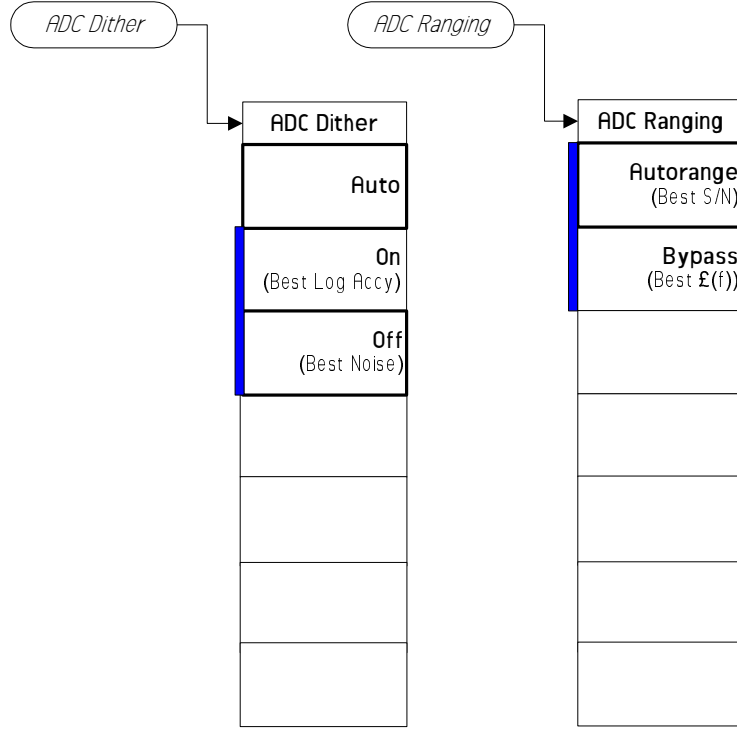 ADC Dither
ADC Ranging
ADC Dither
Auto
On
(Best Log Accy)
Off
(Best Noise)
ADC Ranging
Autorange
(Best S/N)
Bypass
(Best £(f))